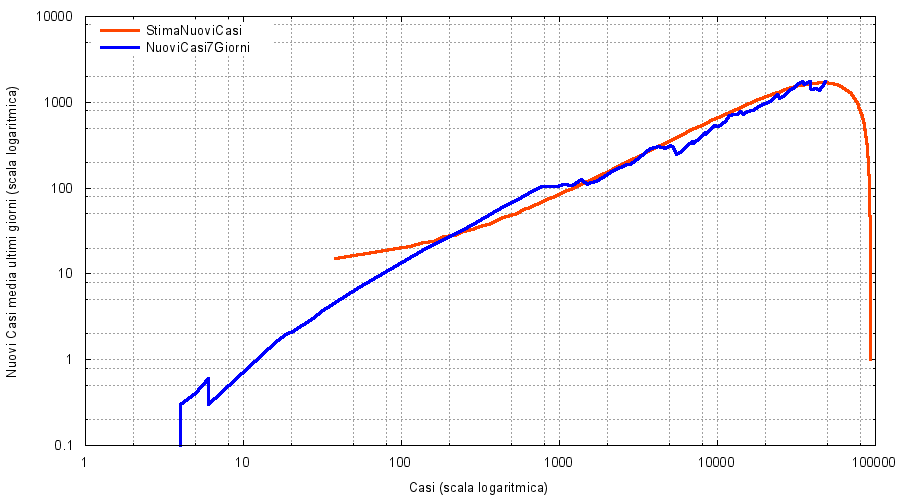 10000
StimaNuoviCasi
NuoviCasi7Giorni
1000
100
10
1
0.1
Nuovi Casi media ultimi giorni (scala logaritmica)
1 10 100 1000 10000 100000
Casi (scala logaritmica)